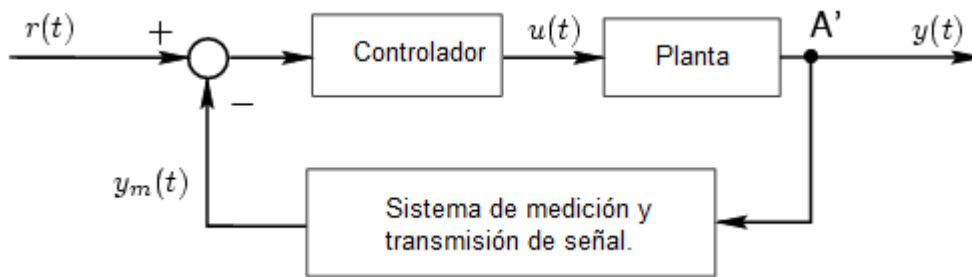 r(t)
+
−
Controlador
u(t)
Planta
A'
y(t)
y_m(t)
Sistema de medición y
transmisión de señal.